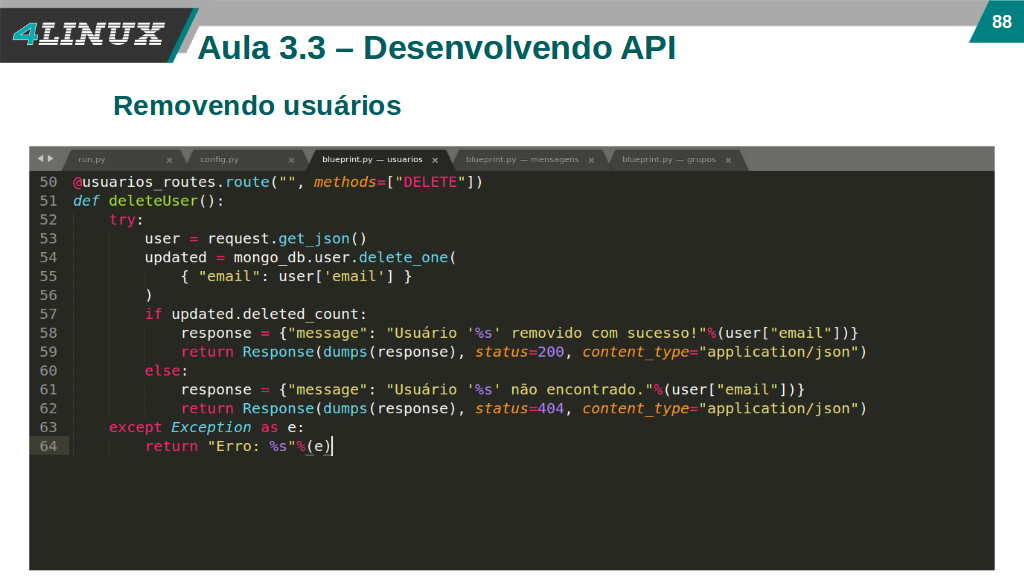 4LINUX
88
Aula 3.3 – Desenvolvendo API
Removendo usuários
run.py × config.py × blueprint.py — usuarios × blueprint.py — mensagens × blueprint.py — grupos ×
50 @usuarios_routes.route("", methods=["DELETE"])
51 def deleteUser():
52     try:
53         user = request.get_json()
54         updated = mongo_db.user.delete_one(
55             { "email": user['email'] }
56         )
57         if updated.deleted_count:
58             response = {"message": "Usuário '%s' removido com sucesso!"%(user["email"])}
59             return Response(dumps(response), status=200, content_type="application/json")
60         else:
61             response = {"message": "Usuário '%s' não encontrado."%(user["email"])}
62             return Response(dumps(response), status=404, content_type="application/json")
63     except Exception as e:
64         return "Erro: %s"%(e)